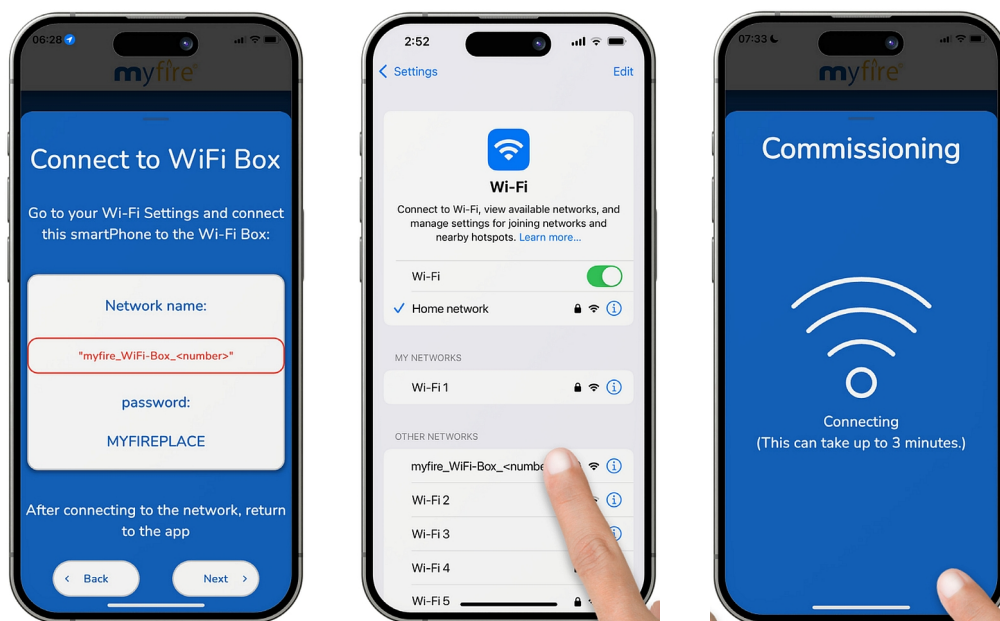 06:28
myfire®
Connect to WiFi Box
Go to your Wi-Fi Settings and connect
this smartPhone to the Wi-Fi Box:
Network name:
"myfire_WiFi-Box_<number>"
password:
MYFIREPLACE
After connecting to the network, return
to the app
Back
Next
2:52
Settings
Edit
Wi-Fi
Connect to Wi-Fi, view available networks, and
manage settings for joining networks and
nearby hotspots. Learn more...
Wi-Fi
Home network
MY NETWORKS
Wi-Fi 1
OTHER NETWORKS
myfire_WiFi-Box_<numbe
Wi-Fi 2
Wi-Fi 3
Wi-Fi 4
Wi-Fi 5
07:33
myfire®
Commissioning
Connecting
(This can take up to 3 minutes.)